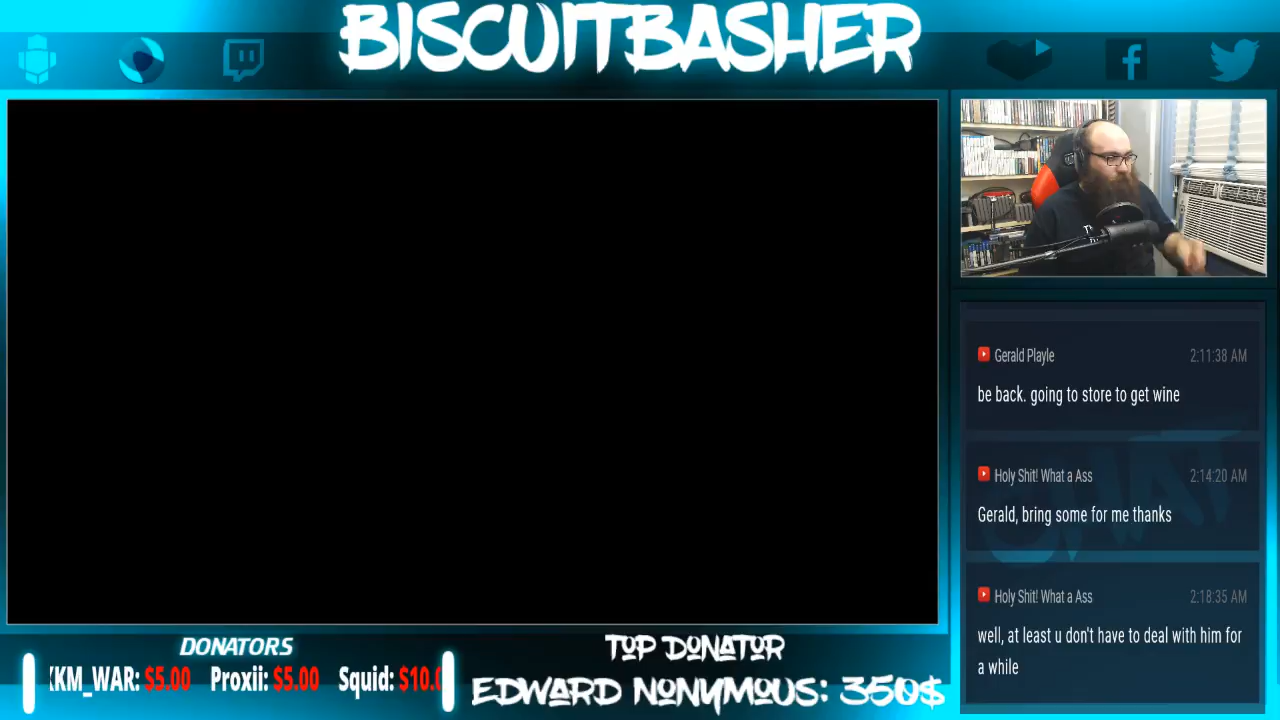 BISCUITBASHER
Gerald Playle 2:11:38 AM
be back. going to store to get wine
Holy Shit! What a Ass 2:14:20 AM
Gerald, bring some for me thanks
Holy Shit! What a Ass 2:18:35 AM
well, at least u don't have to deal with him for
a while
CHAT
DONATORS
KM_WAR: $5.00 Proxii: $5.00 Squid: $10.0
TOP DONATOR
EDWARD NONYMOUS: 350$